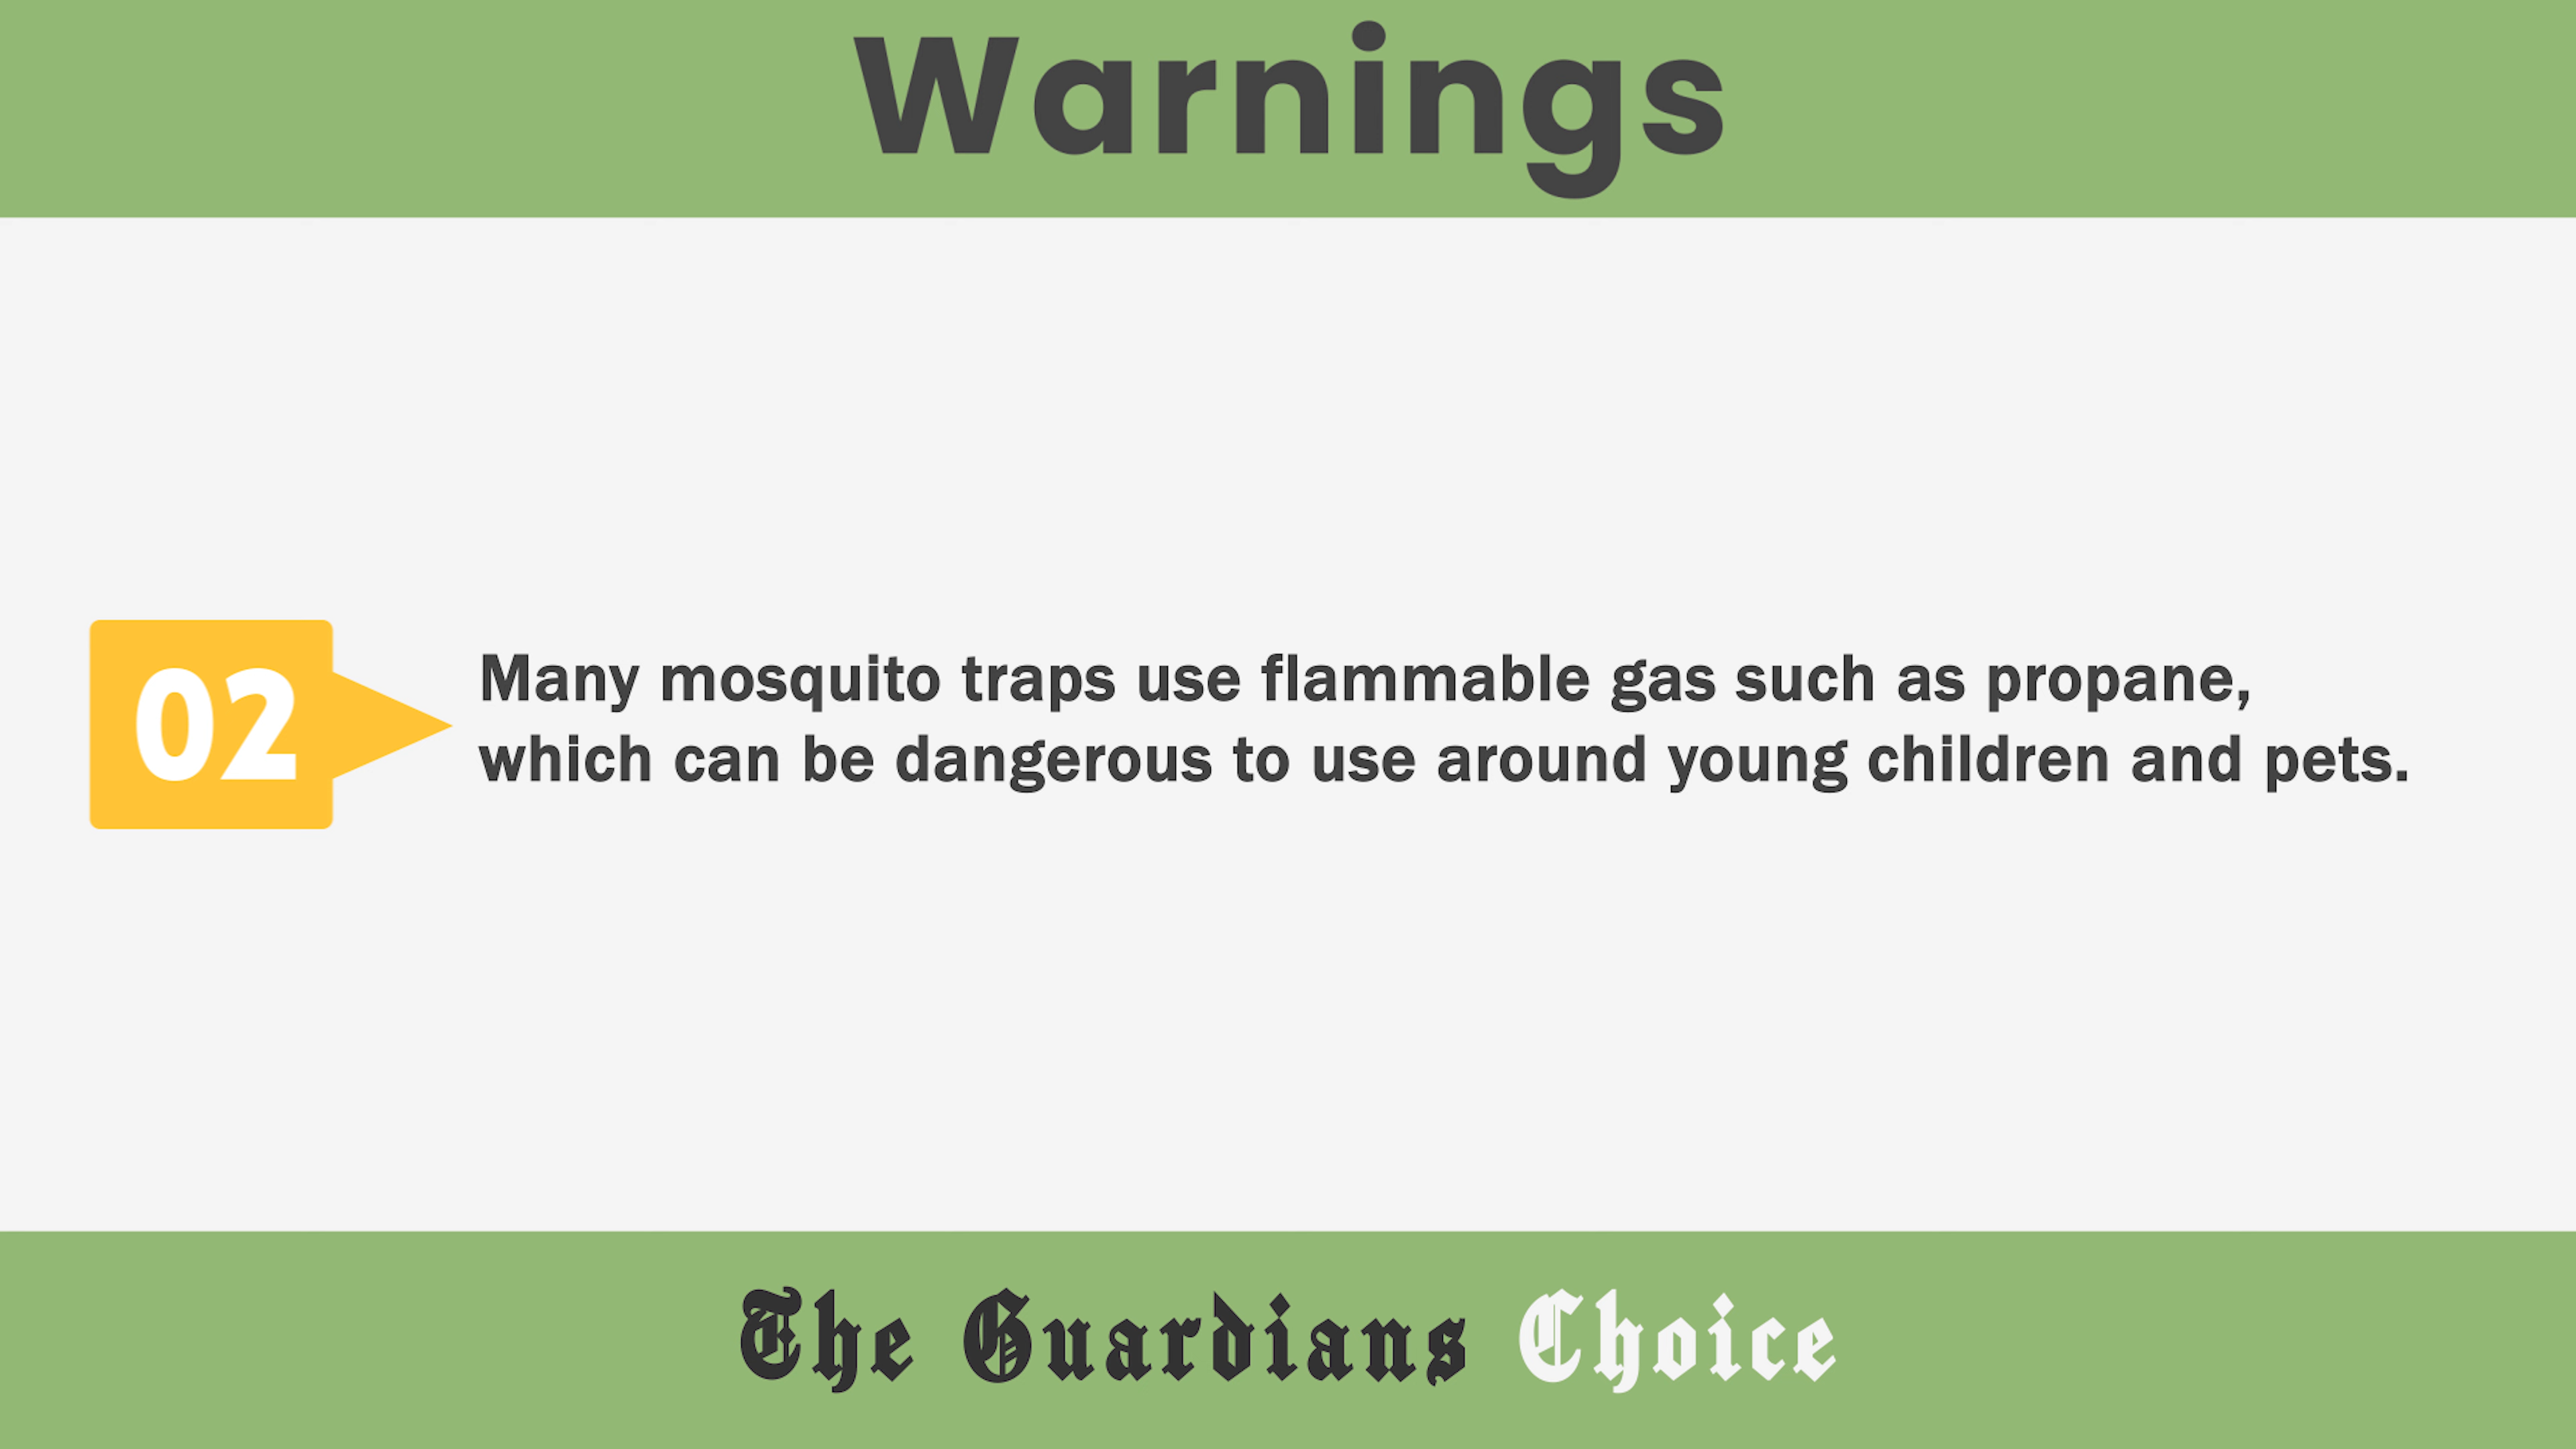 Warnings
02
Many mosquito traps use flammable gas such as propane,
which can be dangerous to use around young children and pets.
The Guardians Choice